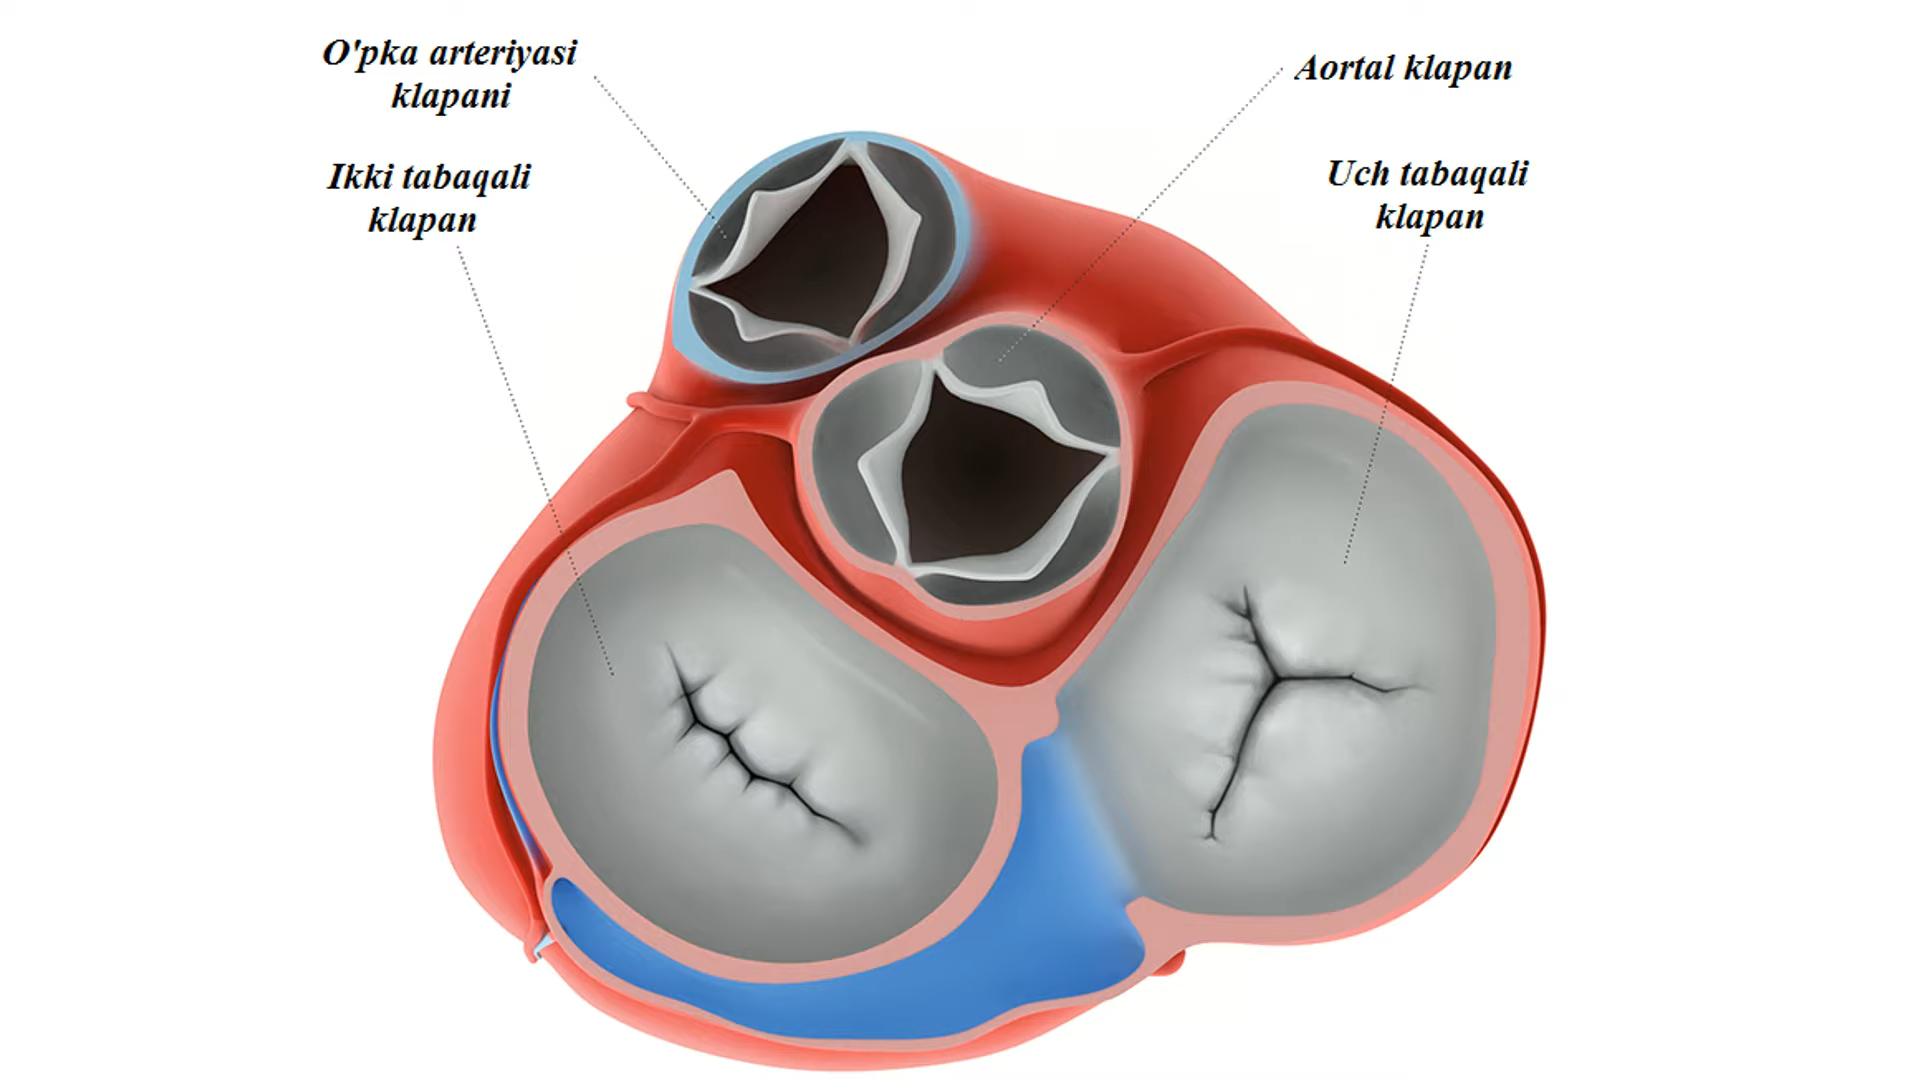 O'pka arteriyasi
klapani
Ikki tabaqali
klapan
Aortal klapan
Uch tabaqali
klapan